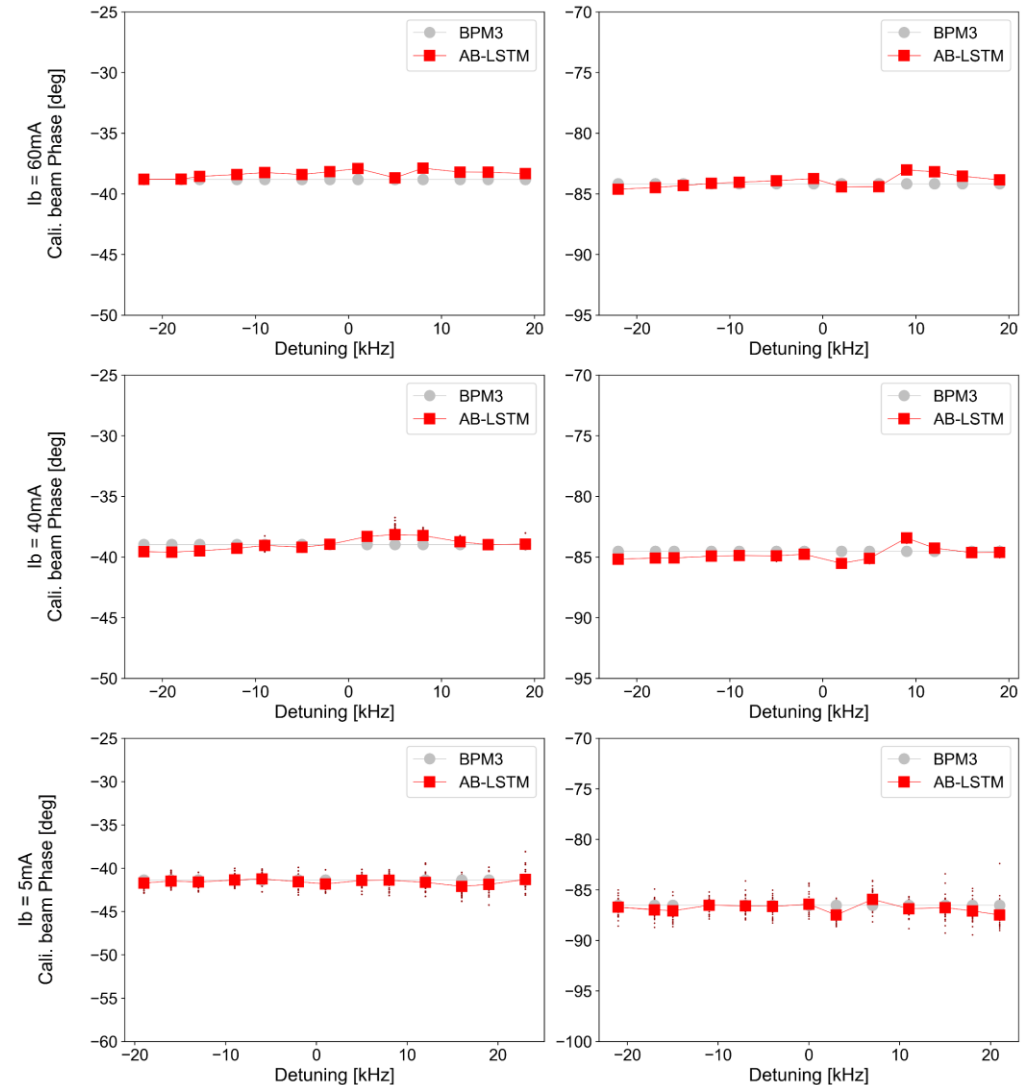 Ib = 60mA
Cali. beam Phase [deg]
−25
−30
−35
−40
−45
−50
BPM3
AB-LSTM
−20
−10
0
10
20
Detuning [kHz]
−70
−75
−80
−85
−90
−95
BPM3
AB-LSTM
−20
−10
0
10
20
Detuning [kHz]
Ib = 40mA
Cali. beam Phase [deg]
−25
−30
−35
−40
−45
−50
BPM3
AB-LSTM
−20
−10
0
10
20
Detuning [kHz]
−70
−75
−80
−85
−90
−95
BPM3
AB-LSTM
−20
−10
0
10
20
Detuning [kHz]
Ib = 5mA
Cali. beam Phase [deg]
−25
−30
−35
−40
−45
−50
−55
−60
BPM3
AB-LSTM
−20
−10
0
10
20
Detuning [kHz]
−70
−75
−80
−85
−90
−95
−100
BPM3
AB-LSTM
−20
−10
0
10
20
Detuning [kHz]